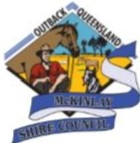 OUTBACK QUEENSLAND
McKINLAY
SHIRE COUNCIL